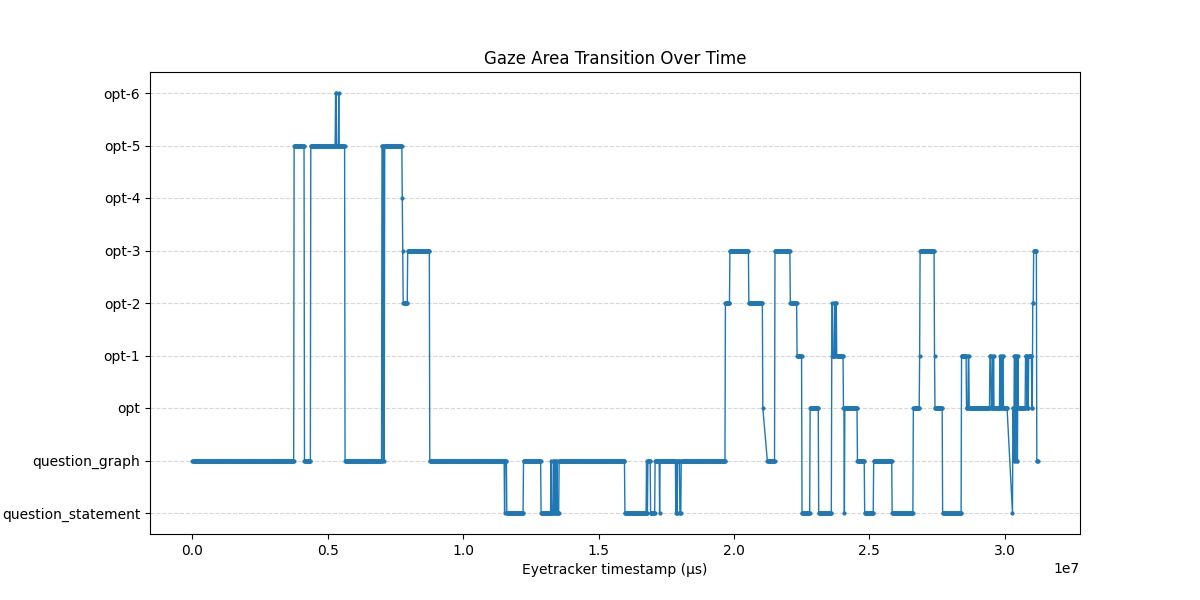 Gaze Area Transition Over Time
opt-6
opt-5
opt-4
opt-3
opt-2
opt-1
opt
question_graph
question_statement
0.0 0.5 1.0 1.5 2.0 2.5 3.0
1e7
Eyetracker timestamp (µs)